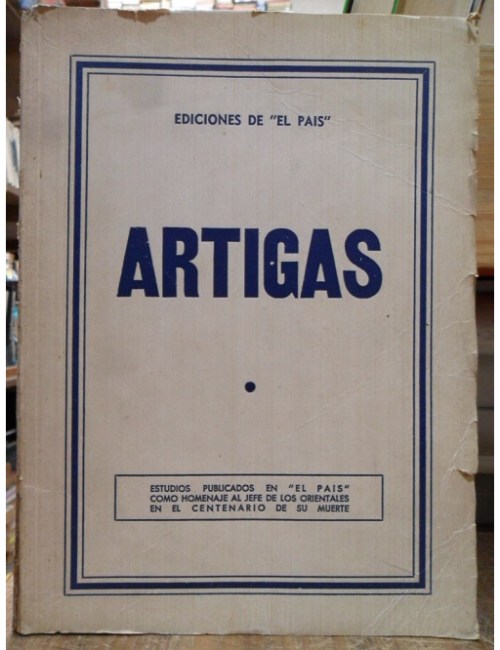 EDICIONES DE "EL PAIS"
ARTIGAS
ESTUDIOS PUBLICADOS EN "EL PAIS"
COMO HOMENAJE AL JEFE DE LOS ORIENTALES
EN EL CENTENARIO DE SU MUERTE